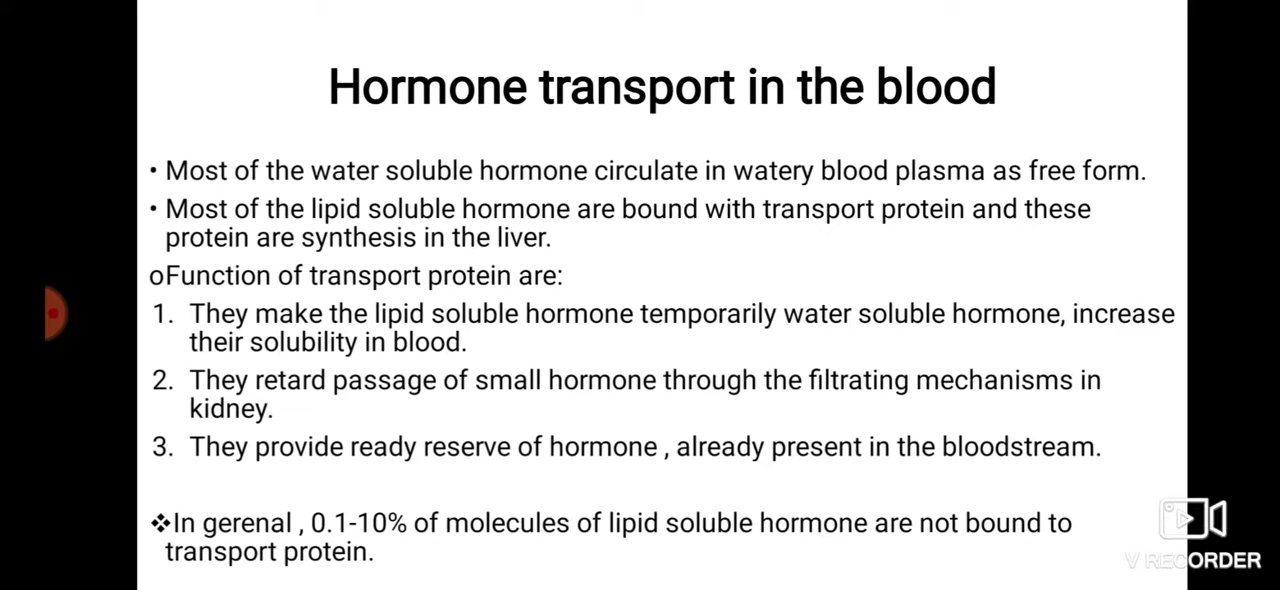 Hormone transport in the blood
• Most of the water soluble hormone circulate in watery blood plasma as free form.
• Most of the lipid soluble hormone are bound with transport protein and these
protein are synthesis in the liver.
oFunction of transport protein are:
1. They make the lipid soluble hormone temporarily water soluble hormone, increase
their solubility in blood.
2. They retard passage of small hormone through the filtrating mechanisms in
kidney.
3. They provide ready reserve of hormone , already present in the bloodstream.
❖In gerenal , 0.1-10% of molecules of lipid soluble hormone are not bound to
transport protein.
V RECORDER